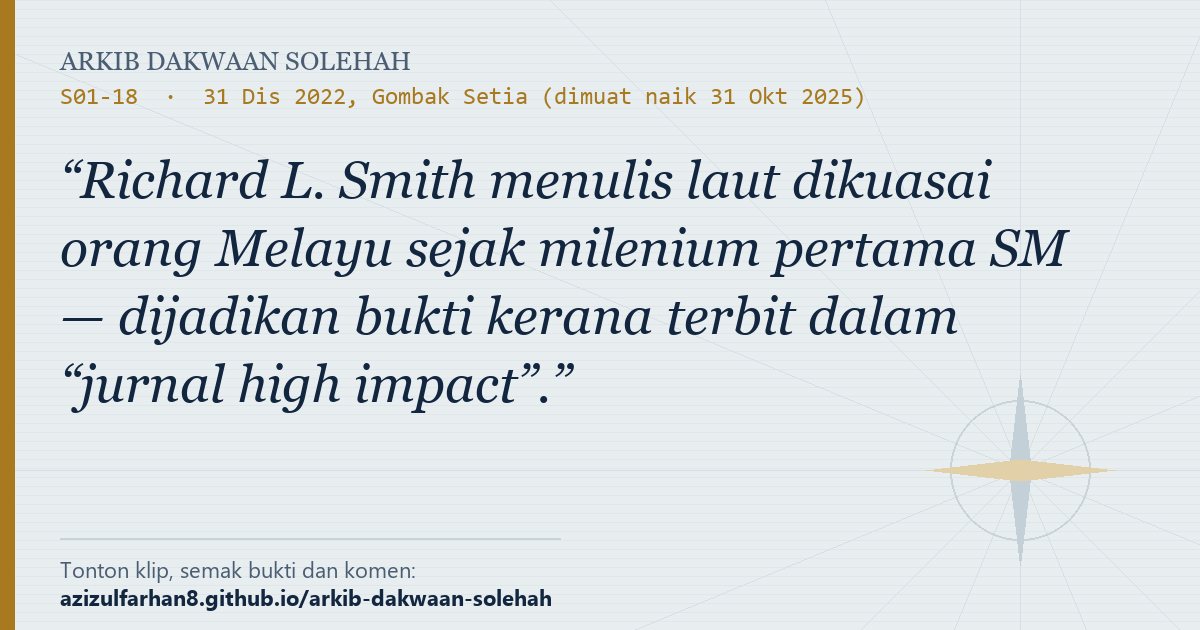 ARKIB DAKWAAN SOLEHAH
S01-18 · 31 Dis 2022, Gombak Setia (dimuat naik 31 Okt 2025)
“Richard L. Smith menulis laut dikuasai
orang Melayu sejak milenium pertama SM
— dijadikan bukti kerana terbit dalam
“jurnal high impact”.”
Tonton klip, semak bukti dan komen:
azizulfarhan8.github.io/arkib-dakwaan-solehah